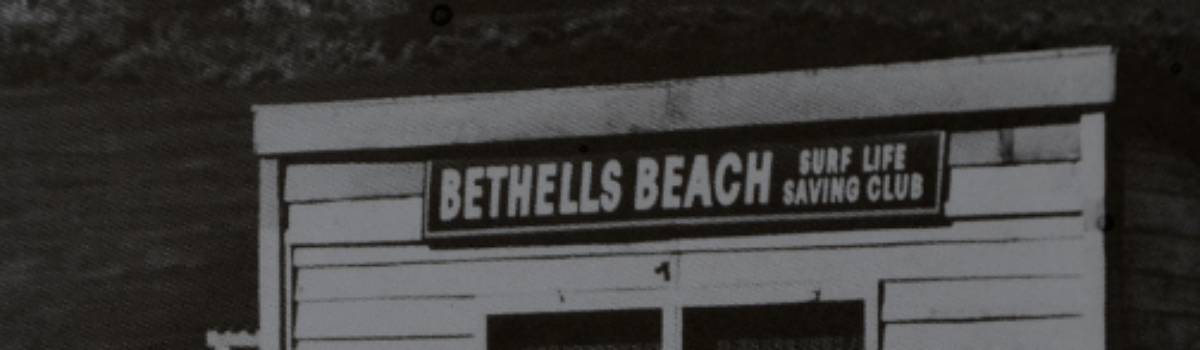 BETHELLS BEACH
SURF LIFE
SAVING CLUB